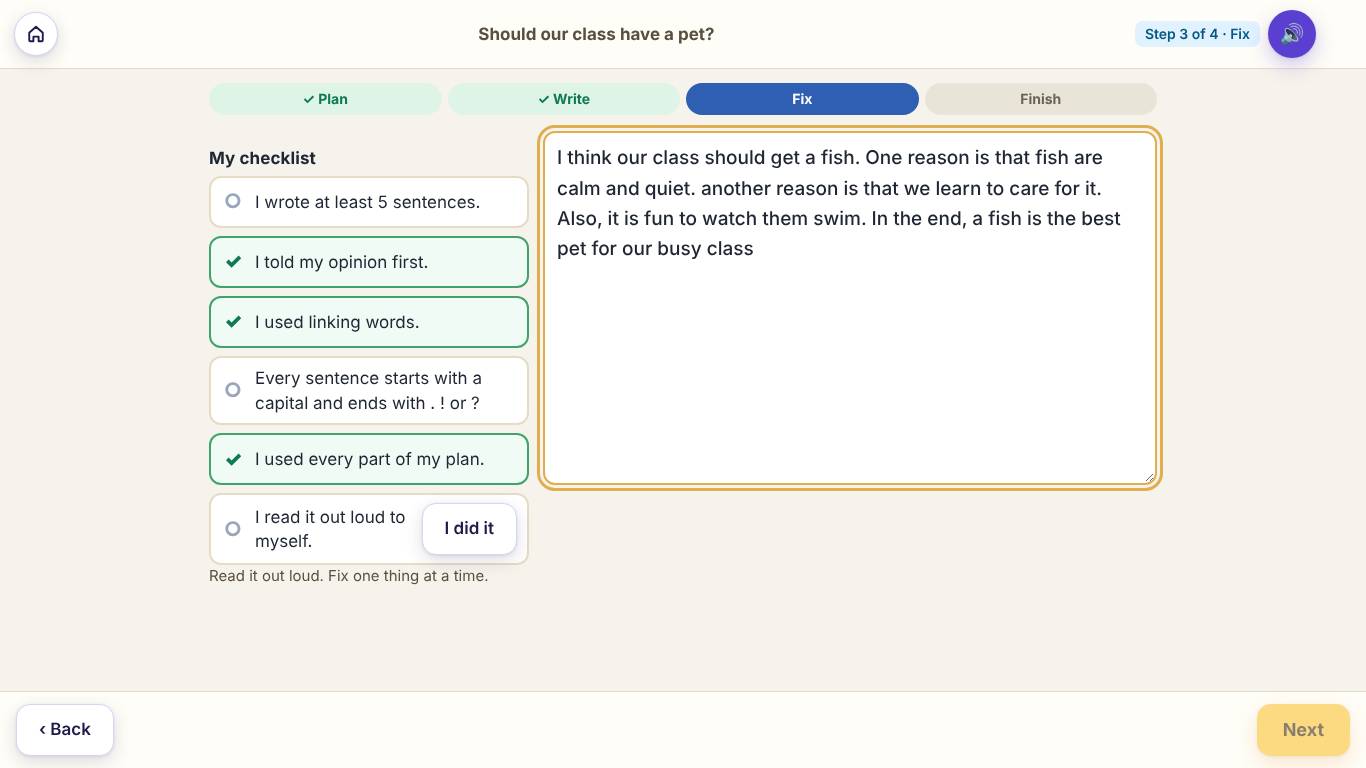 Should our class have a pet?
Step 3 of 4 · Fix
✓ Plan
✓ Write
Fix
Finish
My checklist
I wrote at least 5 sentences.
I told my opinion first.
I used linking words.
Every sentence starts with a
capital and ends with . ! or ?
I used every part of my plan.
I read it out loud to
myself.
I did it
Read it out loud. Fix one thing at a time.
I think our class should get a fish. One reason is that fish are
calm and quiet. another reason is that we learn to care for it.
Also, it is fun to watch them swim. In the end, a fish is the best
pet for our busy class
‹ Back
Next